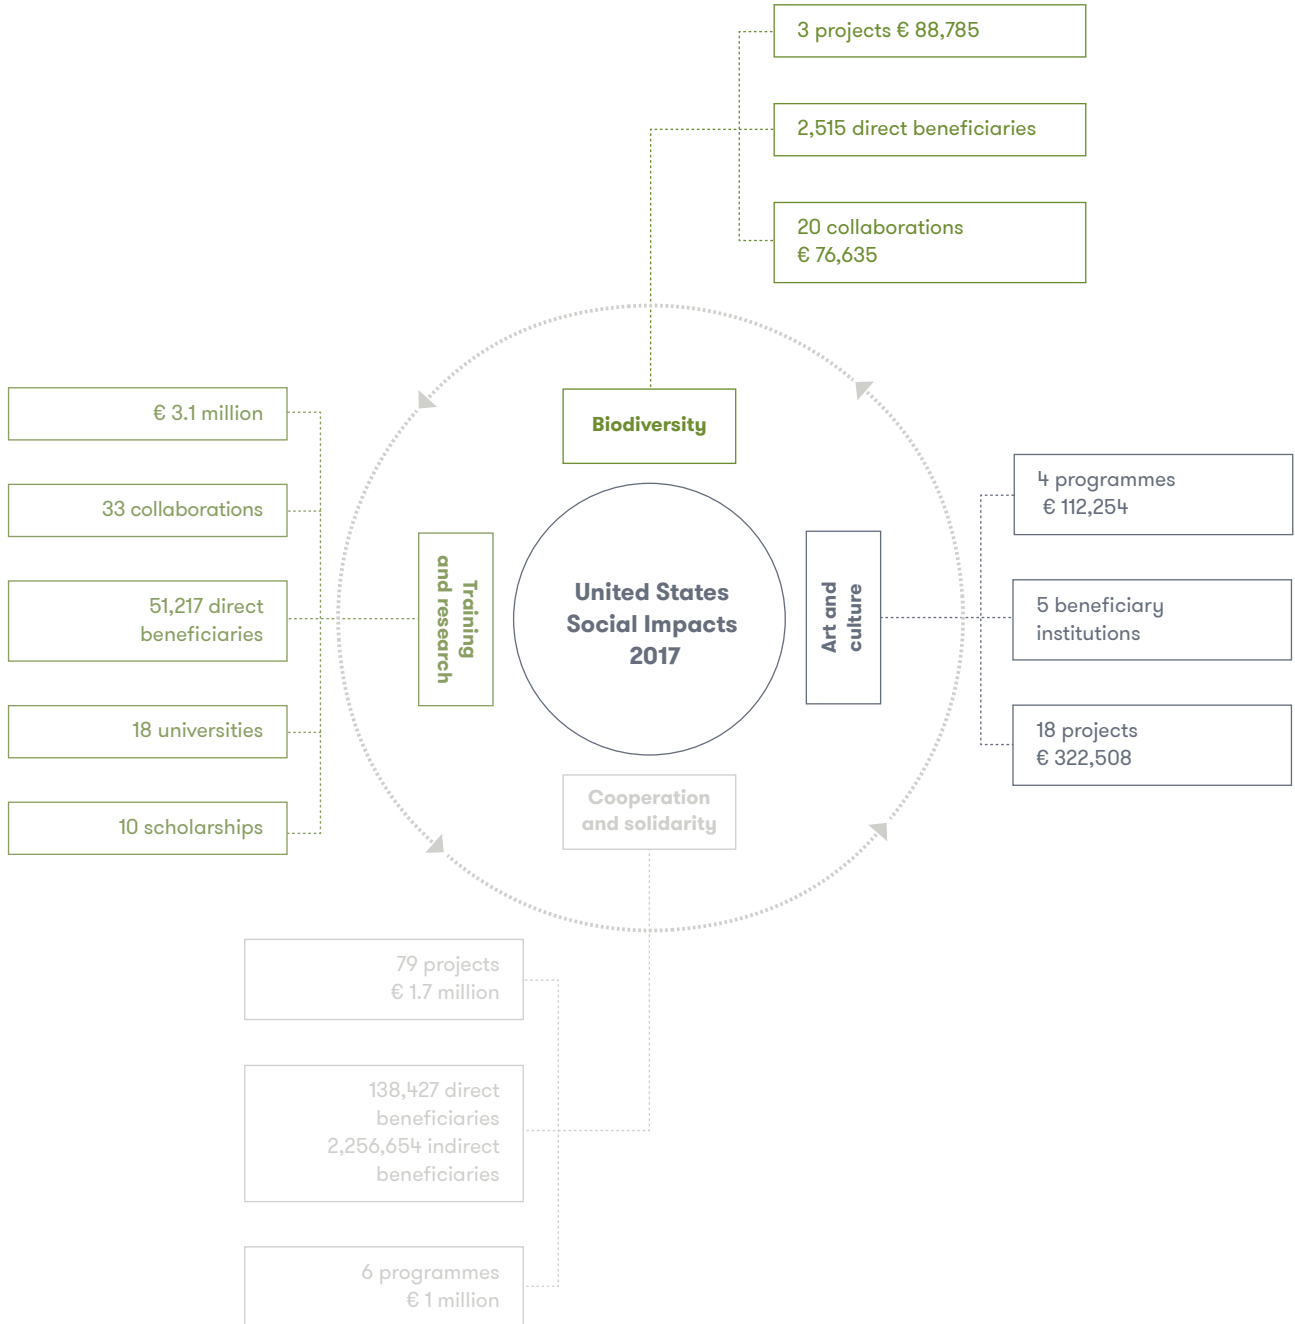 3 projects € 88,785
2,515 direct beneficiaries
20 collaborations
€ 76,635
Biodiversity
€ 3.1 million
33 collaborations
51,217 direct
beneficiaries
18 universities
10 scholarships
Training
and research
United States
Social Impacts
2017
Art and
culture
4 programmes
€ 112,254
5 beneficiary
institutions
18 projects
€ 322,508
Cooperation
and solidarity
79 projects
€ 1.7 million
138,427 direct
beneficiaries
2,256,654 indirect
beneficiaries
6 programmes
€ 1 million